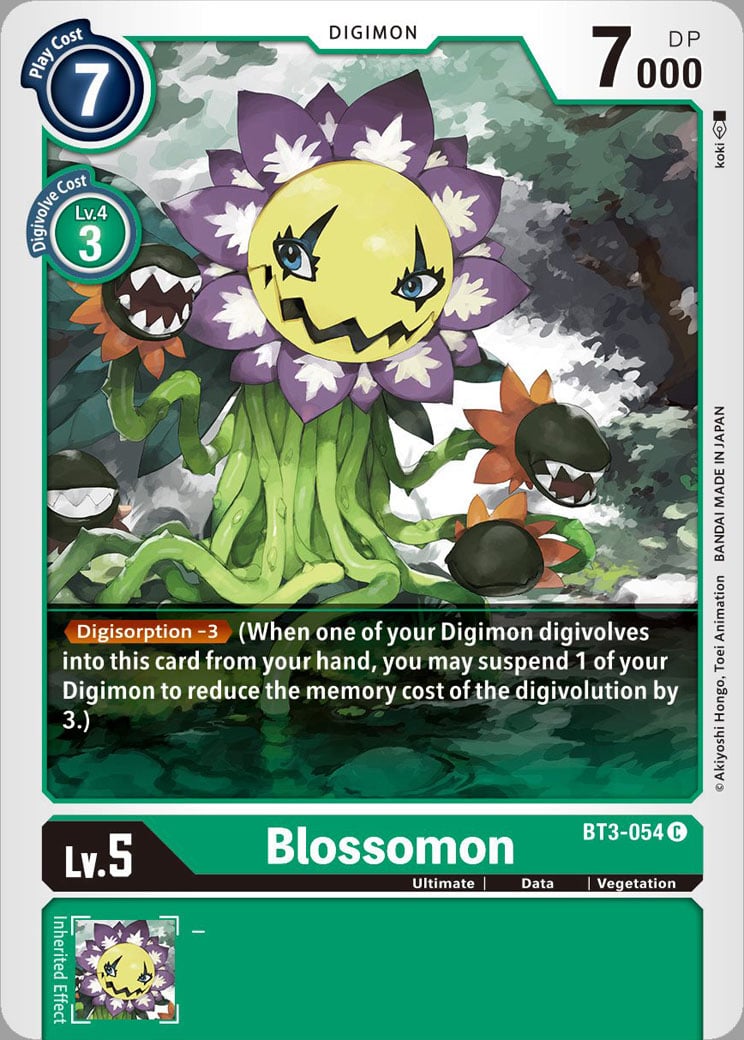 DIGIMON
Play Cost
7
7000
DP
koki
Digivolve Cost
Lv.4
3
Digisorption -3 (When one of your Digimon digivolves
into this card from your hand, you may suspend 1 of your
Digimon to reduce the memory cost of the digivolution by
3.)
© Akiyoshi Hongo, Toei Animation BANDAI MADE IN JAPAN
BT3-054 C
Lv.5
Blossomon
Ultimate | Data | Vegetation
Inherited Effect
–